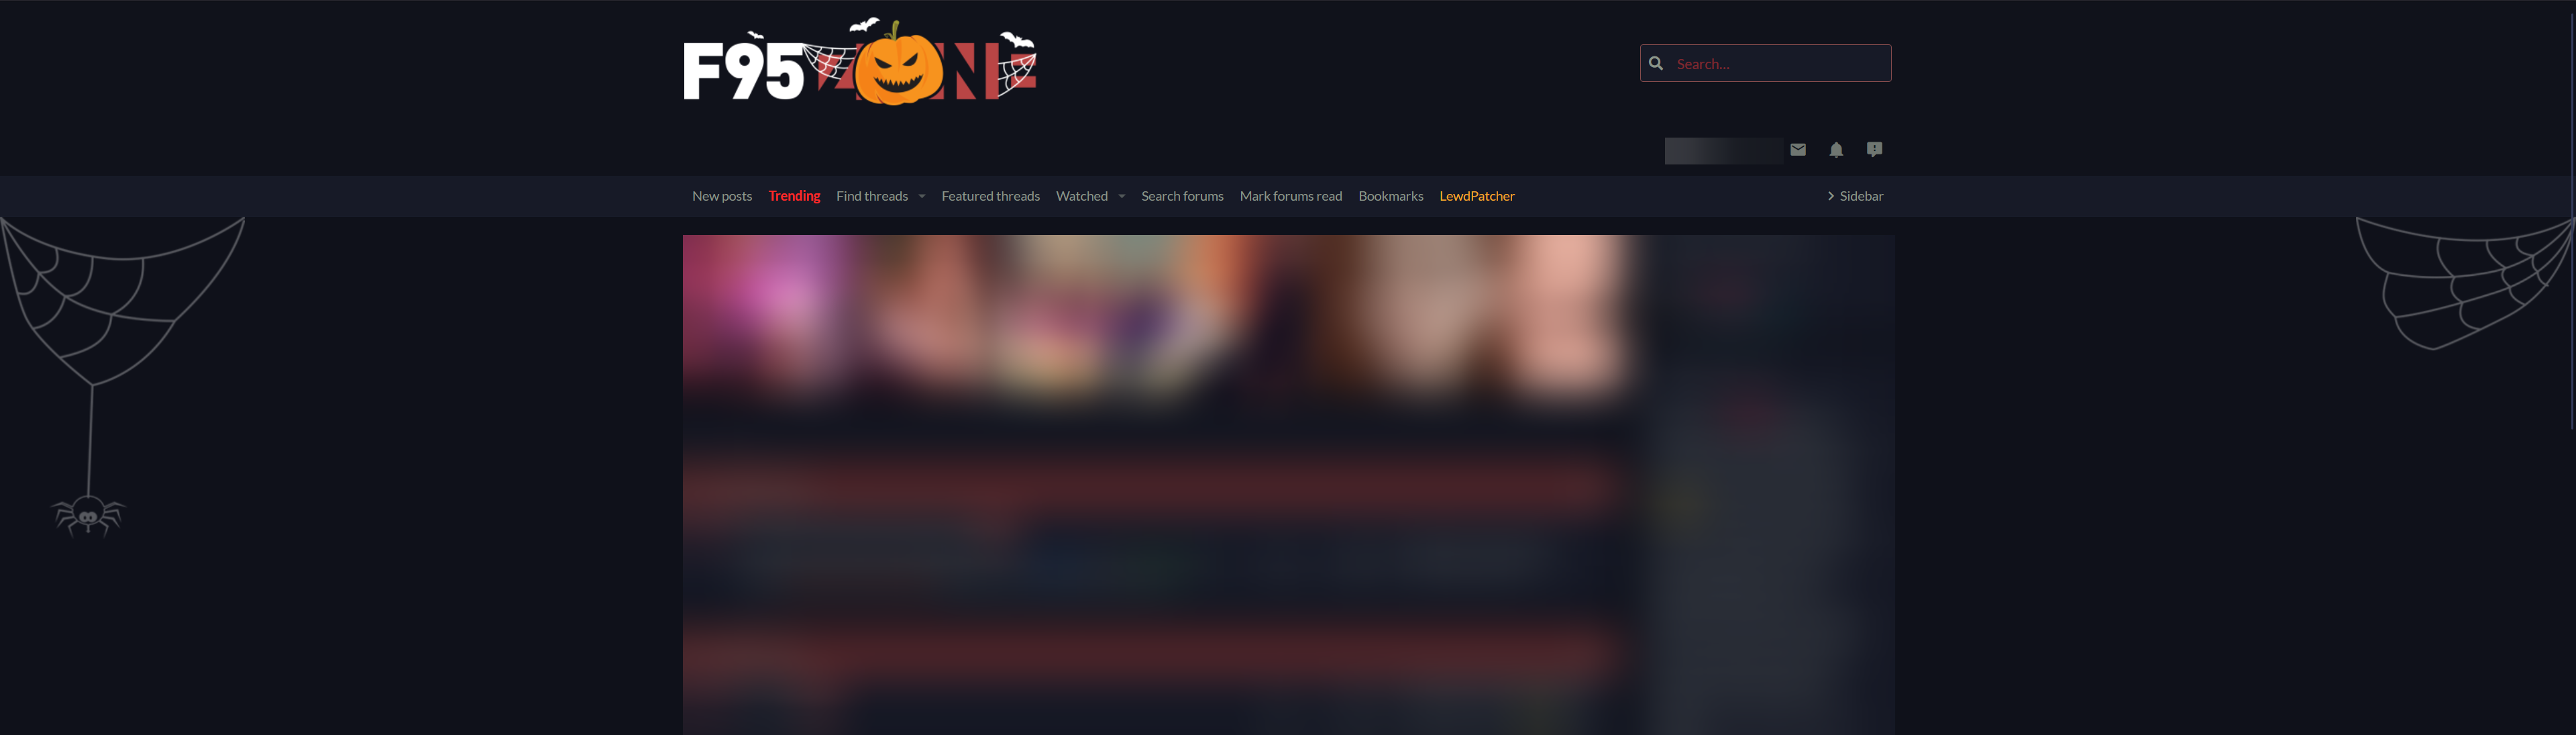 F95ZONE
Search...
New posts Trending Find threads Featured threads Watched Search forums Mark forums read Bookmarks LewdPatcher Sidebar